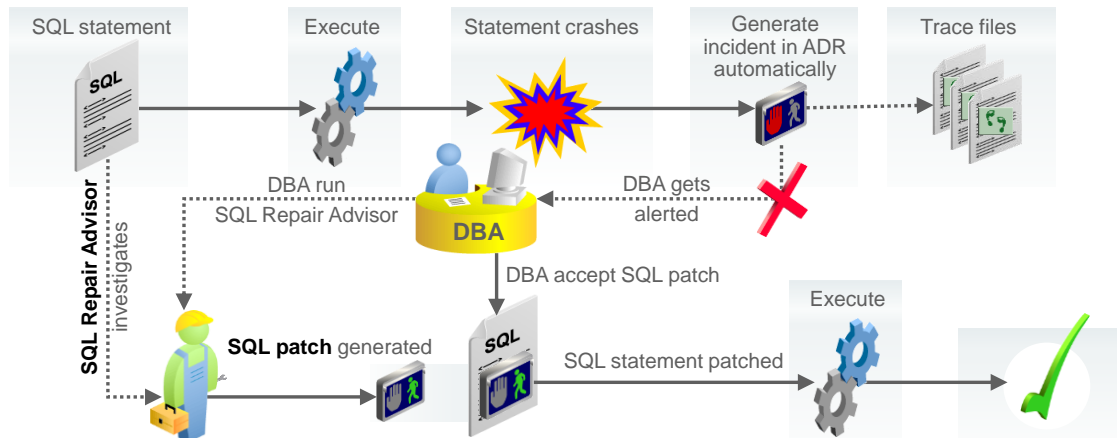 SQL statement
Execute
Statement crashes
Generate
incident in ADR
automatically
Trace files
SQL
DBA run
SQL Repair Advisor
DBA gets
alerted
DBA
SQL Repair Advisor
investigates
DBA accept SQL patch
Execute
SQL patch generated
SQL
SQL statement patched